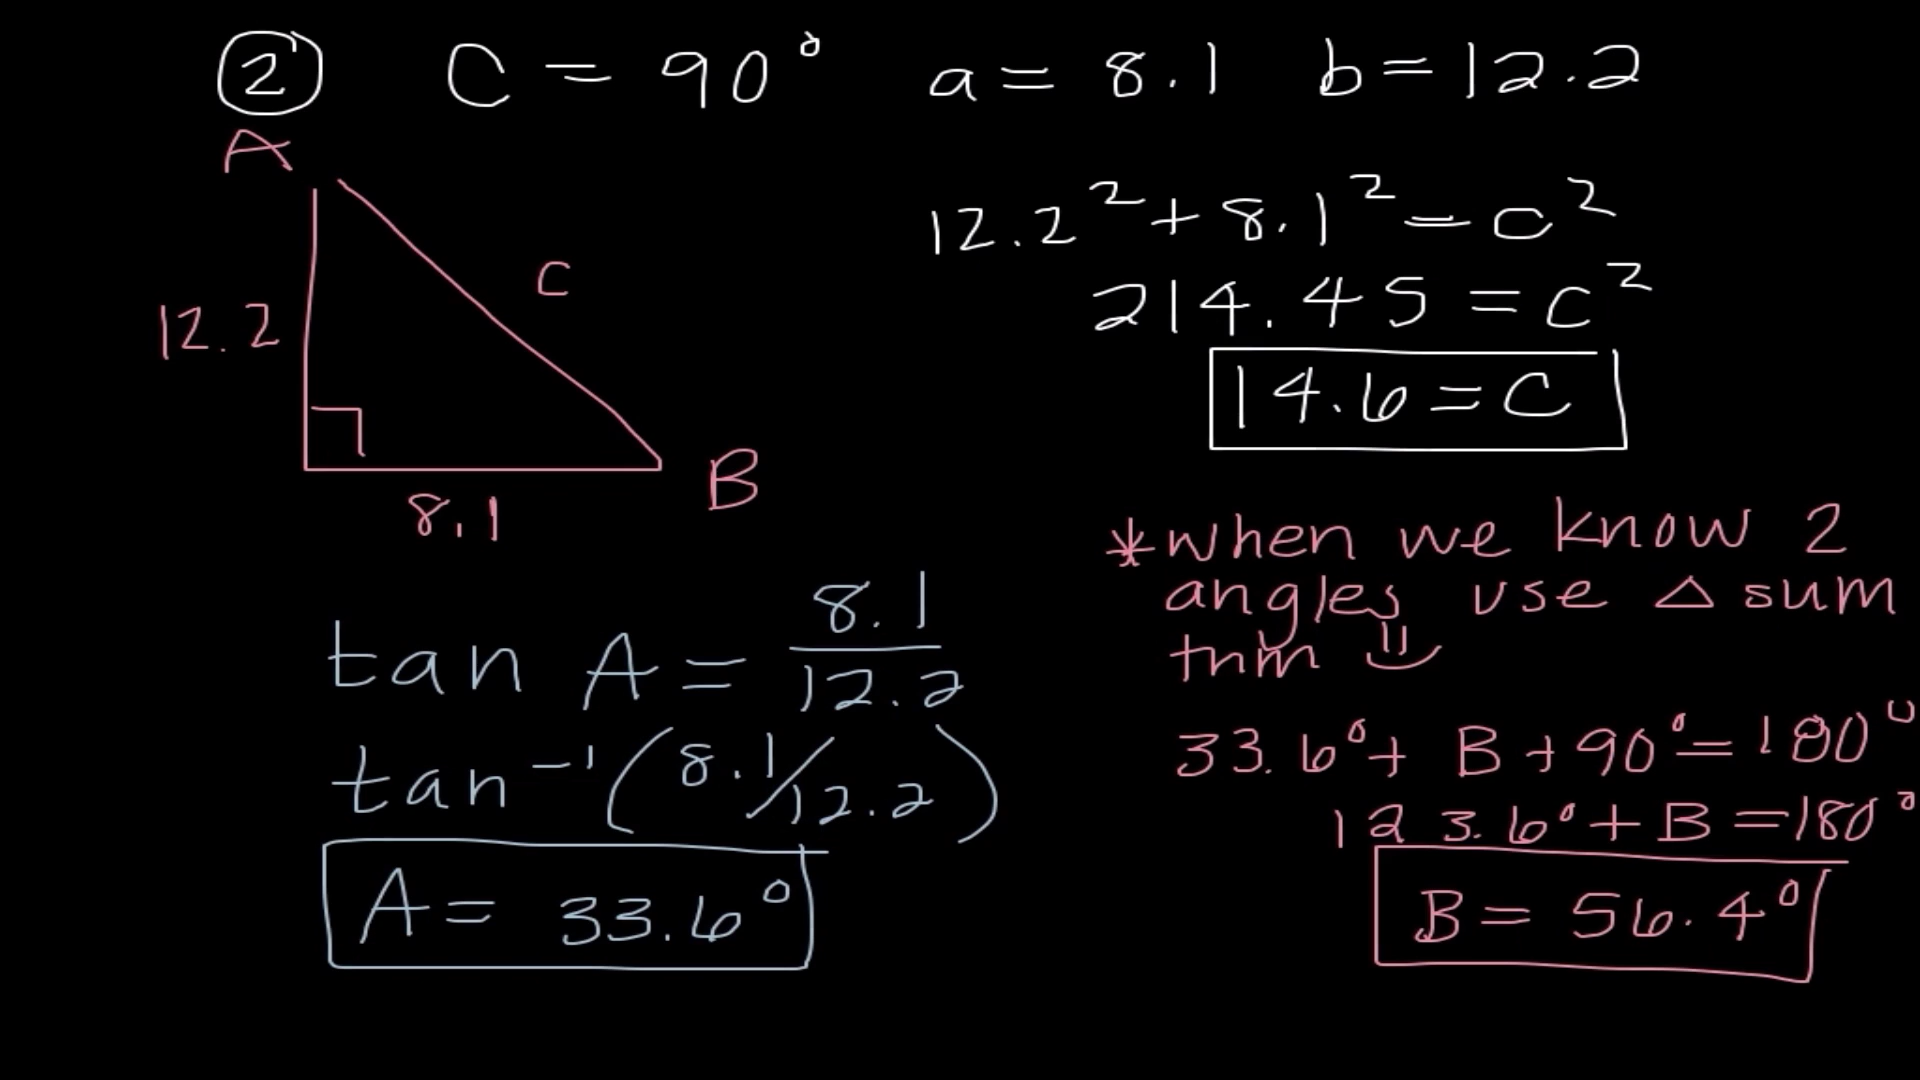 2 C = 90° a = 8.1 b = 12.2
A
12.2
C
B
8.1
12.2² + 8.1² = c²
214.45 = c²
14.6 = C
tan A = 8.1/12.2
tan⁻¹(8.1/12.2)
A = 33.6°
*when we know 2
angles use △ sum
thm
33.6° + B + 90° = 180°
123.6° + B = 180°
B = 56.4°